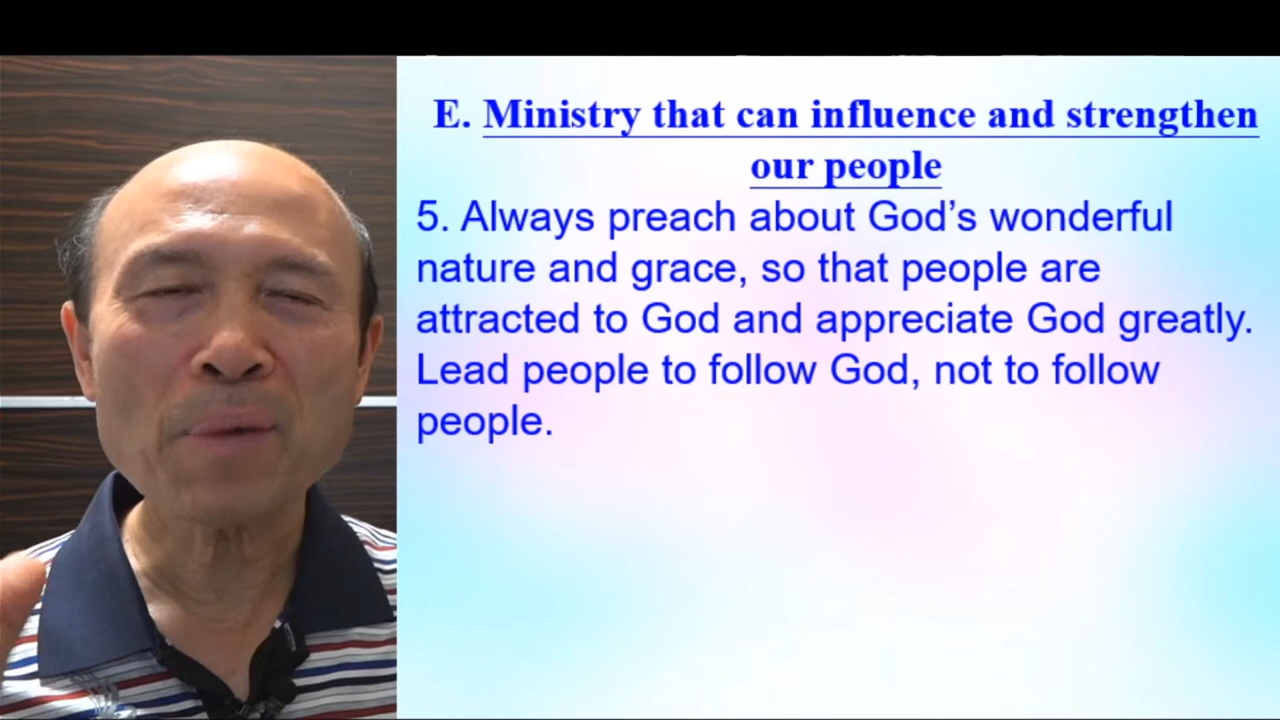 E. Ministry that can influence and strengthen
our people
5. Always preach about God’s wonderful
nature and grace, so that people are
attracted to God and appreciate God greatly.
Lead people to follow God, not to follow
people.